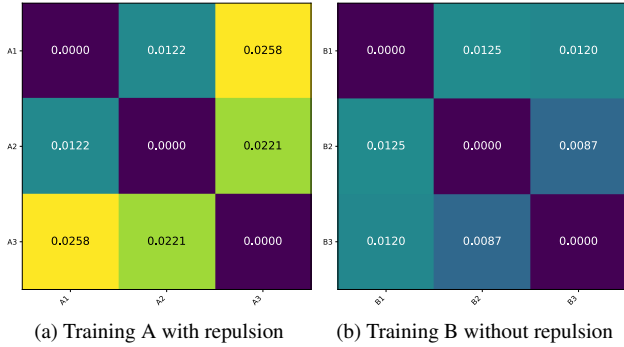 A1 0.0000 0.0122 0.0258
A2 0.0122 0.0000 0.0221
A3 0.0258 0.0221 0.0000
A1 A2 A3
(a) Training A with repulsion
B1 0.0000 0.0125 0.0120
B2 0.0125 0.0000 0.0087
B3 0.0120 0.0087 0.0000
B1 B2 B3
(b) Training B without repulsion